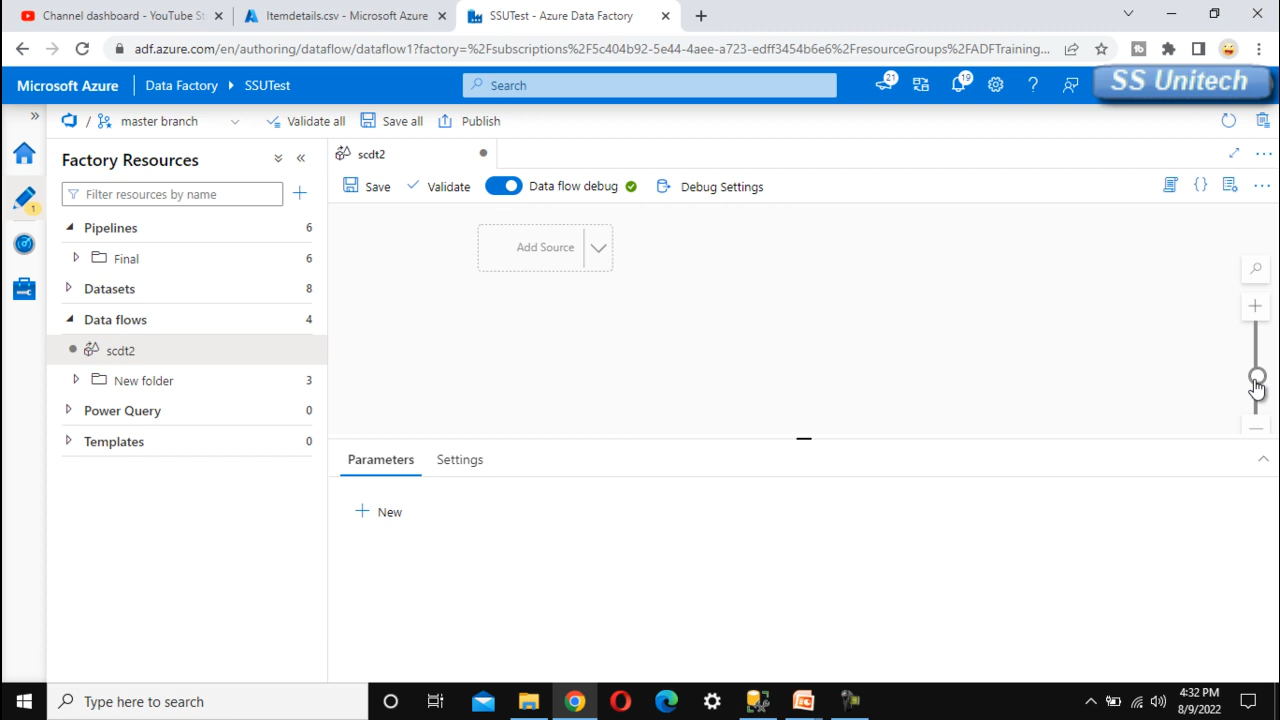 Channel dashboard - YouTube St
Itemdetails.csv - Microsoft Azure
SSUTest - Azure Data Factory
adf.azure.com/en/authoring/dataflow/dataflow1?factory=%2Fsubscriptions%2F5c404b92-5e44-4aee-a723-edff3454b6e6%2FresourceGroups%2FADFTraining...
Microsoft Azure
Data Factory
SSUTest
Search
21
19
SS Unitech
/
master branch
Validate all
Save all
Publish
Factory Resources
scdt2
Filter resources by name
Save
Validate
Data flow debug
Debug Settings
1
Pipelines 6
Final 6
Add Source
Datasets 8
Data flows 4
scdt2
New folder 3
Power Query 0
Templates 0
Parameters
Settings
New
Type here to search
4:32 PM
8/9/2022